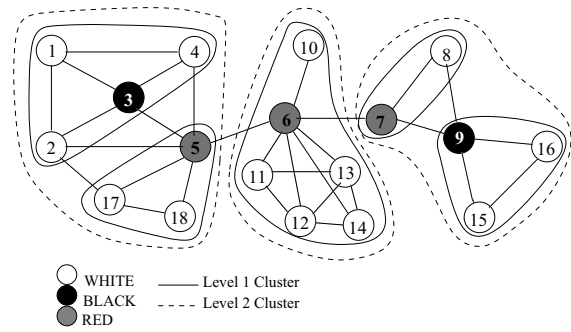 10
1 4 8
3
6 7
9
2 5 16
11 13
17
18 12 14 15
WHITE
BLACK
RED
Level 1 Cluster
Level 2 Cluster